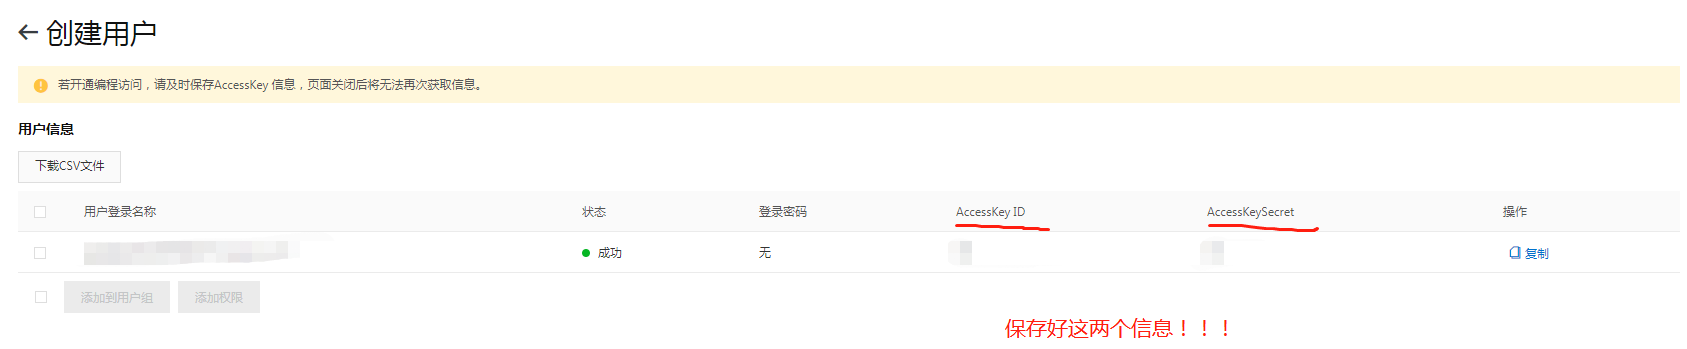 创建用户
若开通编程访问，请及时保存AccessKey 信息，页面关闭后将无法再次获取信息。
用户信息
下载CSV文件
用户登录名称 状态 登录密码 AccessKey ID AccessKeySecret 操作
成功 无 复制
添加到用户组 添加权限
保存好这两个信息！！！